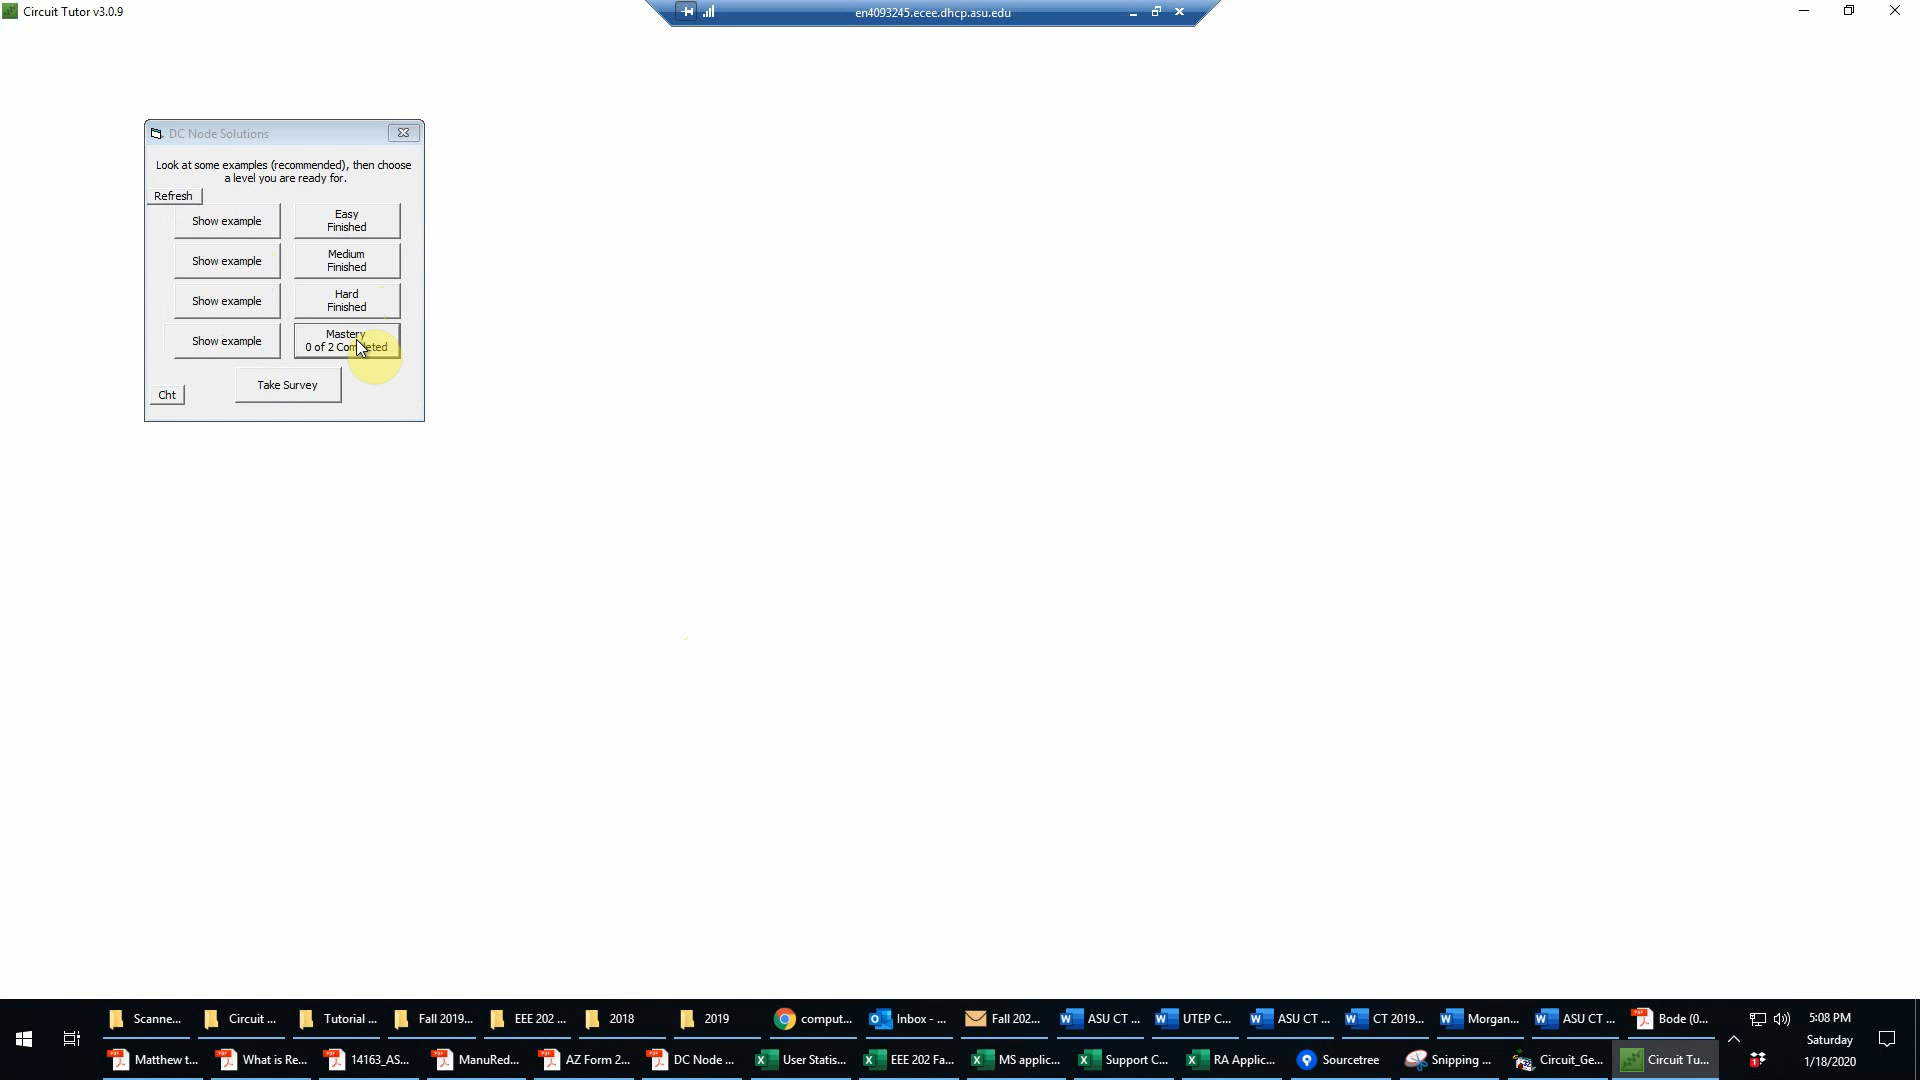 Circuit Tutor v3.0.9
en4093245.ecee.dhcp.asu.edu
DC Node Solutions
Look at some examples (recommended), then choose
a level you are ready for.
Refresh
Show example
Easy
Finished
Show example
Medium
Finished
Show example
Hard
Finished
Show example
Mastery
0 of 2 Completed
Take Survey
Cht
Scanne...
Circuit ...
Tutorial ...
Fall 2019...
EEE 202 ...
2018
2019
comput...
Inbox - ...
Fall 202...
ASU CT ...
UTEP C...
ASU CT ...
CT 2019...
Morgan...
ASU CT ...
Bode (0...
5:08 PM
Saturday
1/18/2020
Matthew t...
What is Re...
14163_AS...
ManuRed...
AZ Form 2...
DC Node ...
User Statis...
EEE 202 Fa...
MS applic...
Support C...
RA Applic...
Sourcetree
Snipping ...
Circuit_Ge...
Circuit Tu...